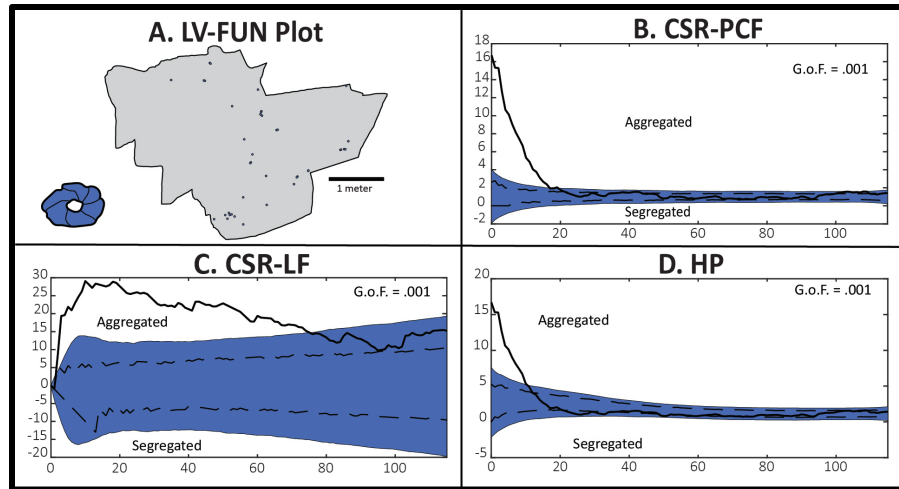 A. LV-FUN Plot
1 meter
B. CSR-PCF
18
16
14
12
10
8
6
4
2
0
-2
G.o.F. = .001
Aggregated
Segregated
0 20 40 60 80 100
C. CSR-LF
30
25
20
15
10
5
0
-5
-10
-15
-20
G.o.F. = .001
Aggregated
Segregated
0 20 40 60 80 100
D. HP
20
15
10
5
0
-5
G.o.F. = .001
Aggregated
Segregated
0 20 40 60 80 100